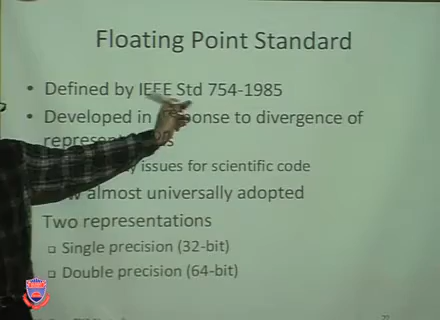 Floating Point Standard
• Defined by IEEE Std 754-1985
• Developed in response to divergence of
representations
issues for scientific code
almost universally adopted
Two representations
Single precision (32-bit)
Double precision (64-bit)